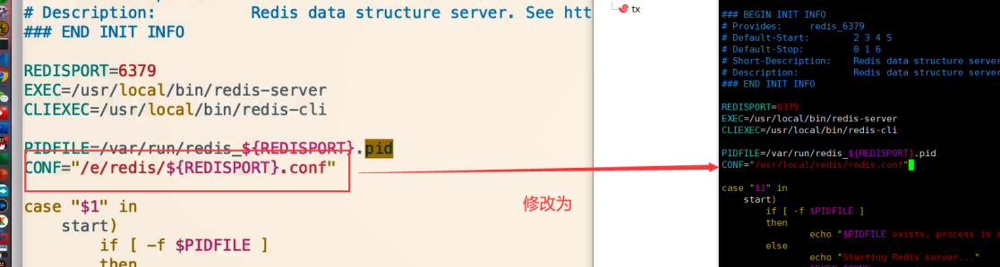 # Description:          Redis data structure server. See htt
### END INIT INFO
REDISPORT=6379
EXEC=/usr/local/bin/redis-server
CLIEXEC=/usr/local/bin/redis-cli
PIDFILE=/var/run/redis_${REDISPORT}.pid
CONF="/e/redis/${REDISPORT}.conf"
case "$1" in
    start)
        if [ -f $PIDFILE ]
        then
修改为
tx
### BEGIN INIT INFO
# Provides:     redis_6379
# Default-Start:        2 3 4 5
# Default-Stop:         0 1 6
# Short-Description:    Redis data structure server
# Description:          Redis data structure server
### END INIT INFO
REDISPORT=6379
EXEC=/usr/local/bin/redis-server
CLIEXEC=/usr/local/bin/redis-cli
PIDFILE=/var/run/redis_${REDISPORT}.pid
CONF="/usr/local/redis/redis.conf"
case "$1" in
    start)
        if [ -f $PIDFILE ]
        then
                echo "$PIDFILE exists, process is a
        else
                echo "Starting Redis server..."
                $EXEC $CONF